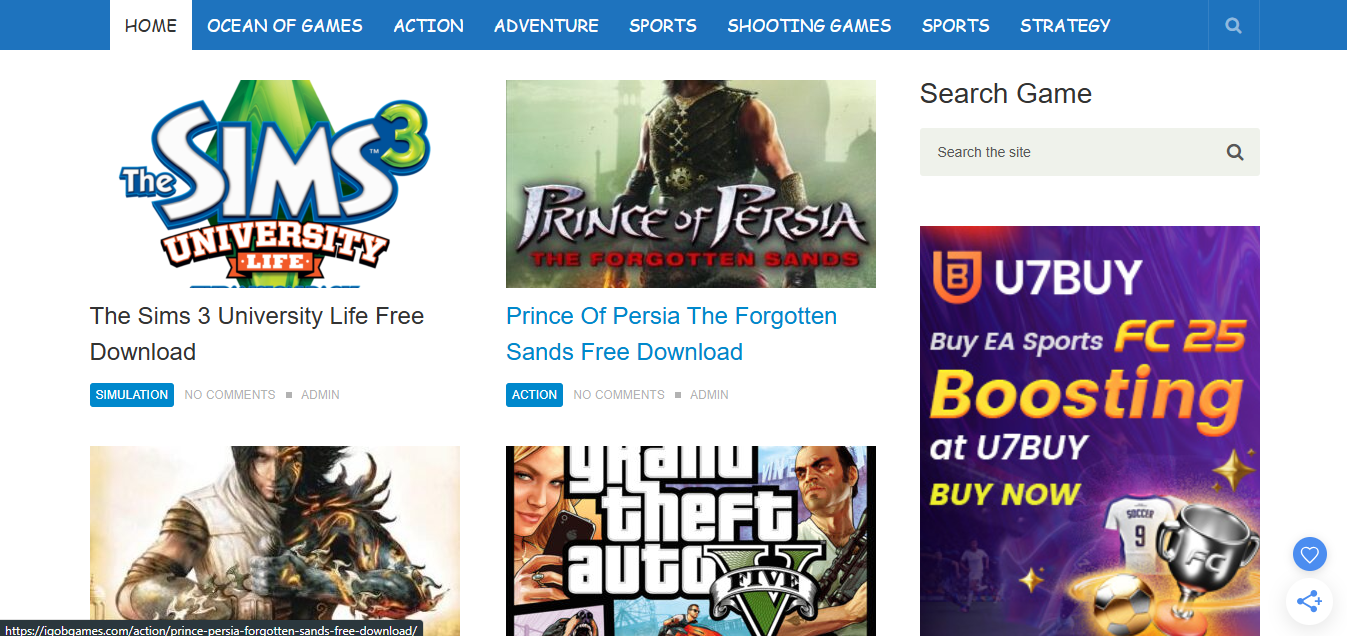 HOME OCEAN OF GAMES ACTION ADVENTURE SPORTS SHOOTING GAMES SPORTS STRATEGY
The SIMS 3
™
UNIVERSITY
LIFE
PRINCE OF PERSIA
THE FORGOTTEN SANDS
The Sims 3 University Life Free
Download
SIMULATION NO COMMENTS ADMIN
Prince Of Persia The Forgotten
Sands Free Download
ACTION NO COMMENTS ADMIN
grand
theft
auto V
FIVE
Search Game
Search the site
U7BUY
Buy EA Sports FC 25
Boosting
at U7BUY
BUY NOW
SOCCER
9
FC
https://igobgames.com/action/prince-persia-forgotten-sands-free-download/